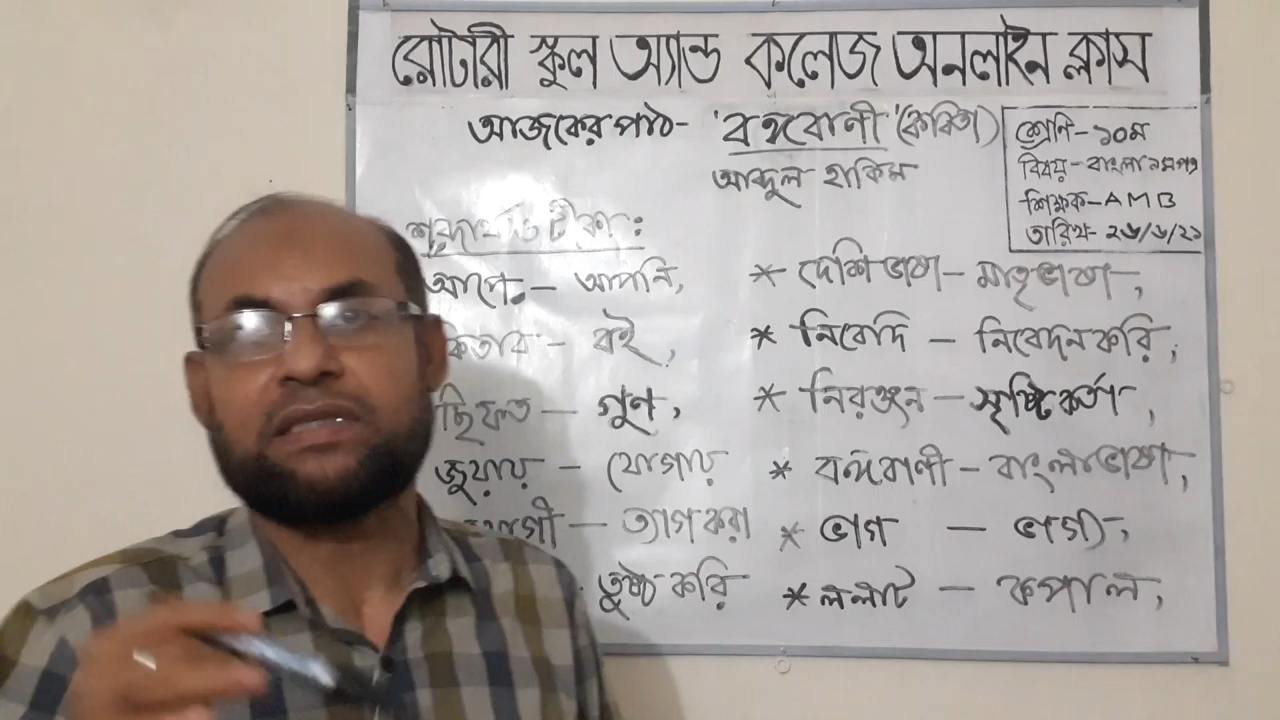 রোটারী স্কুল অ্যান্ড কলেজ অনলাইন ক্লাস
আজকের পাঠ- 'বঙ্গবাণী' (কবিতা)
আব্দুল হাকিম
শ্রেনি-১০ম
বিষয়-বাংলা ১মপত্র
শিক্ষক-AMB
তারিখ-২৬/৬/২১
শব্দার্থ ও টীকা:
আপে - আপনি,
কিতাব - বই,
ছিফত - গুণ,
জুয়ায় - যোগায়
- ত্যাগ করা
তুষ্ট করি
* দেশিভাষা - মাতৃভাষা,
* নিবেদি - নিবেদন করি,
* নিরঞ্জন - সৃষ্টিকর্তা,
* বঙ্গবাণী - বাংলাভাষা,
* ভাগ - ভাগ্য,
* ললাট - কপাল,